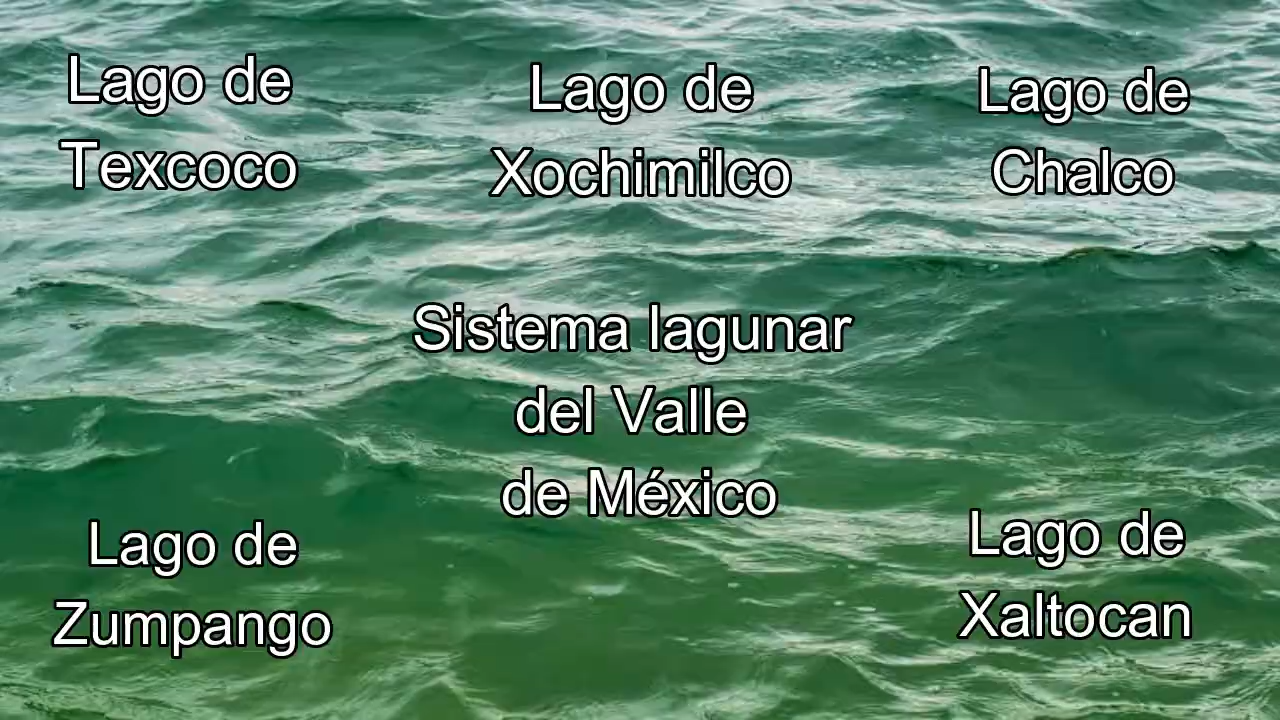 Lago de
Texcoco
Lago de
Xochimilco
Lago de
Chalco
Sistema lagunar
del Valle
de México
Lago de
Zumpango
Lago de
Xaltocan